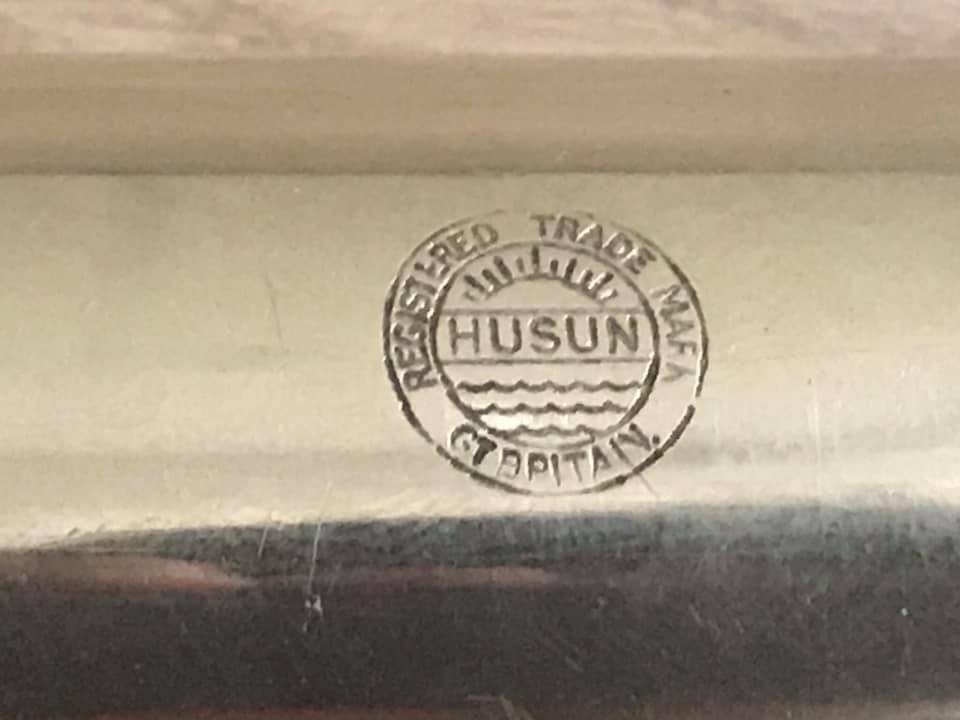 REGISTERED TRADE MARK
HUSUN
GT BRITAIN.